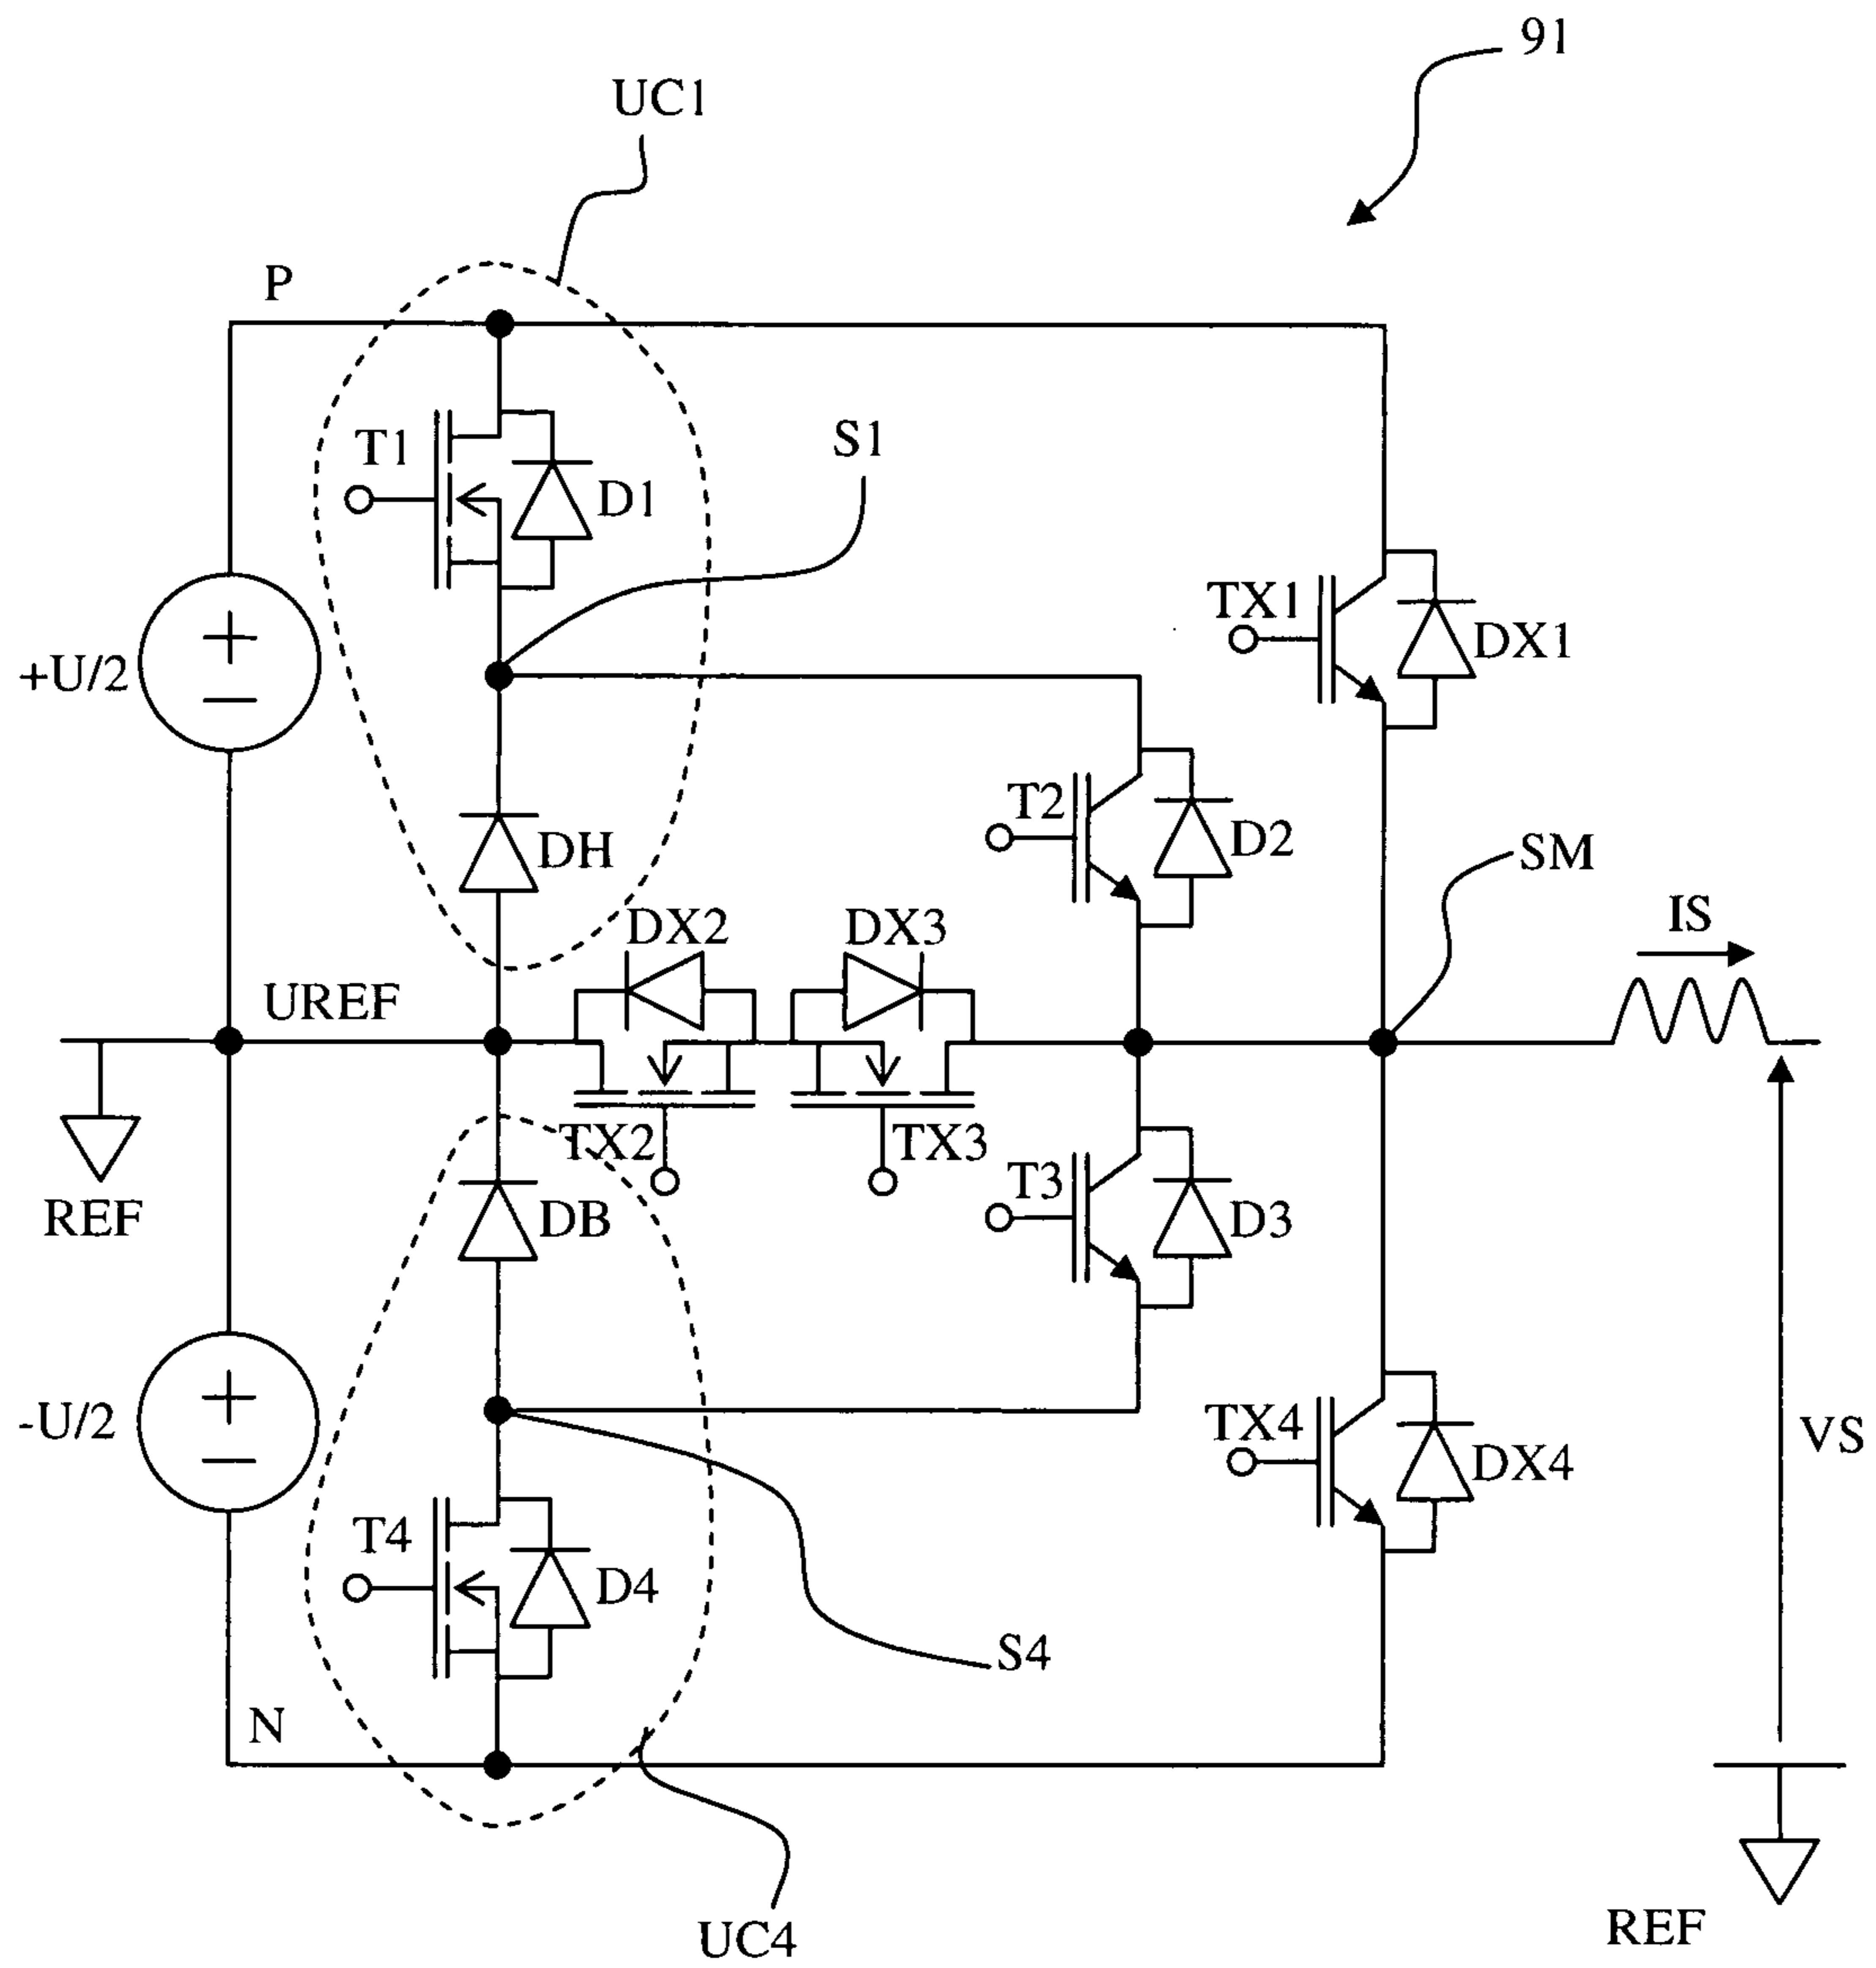 91
UC1
P
T1
D1
S1
+U/2
TX1
DX1
T2
D2
DH
SM
DX2
DX3
IS
UREF
TX2
TX3
T3
D3
REF
DB
-U/2
TX4
DX4
VS
T4
D4
S4
N
UC4
REF